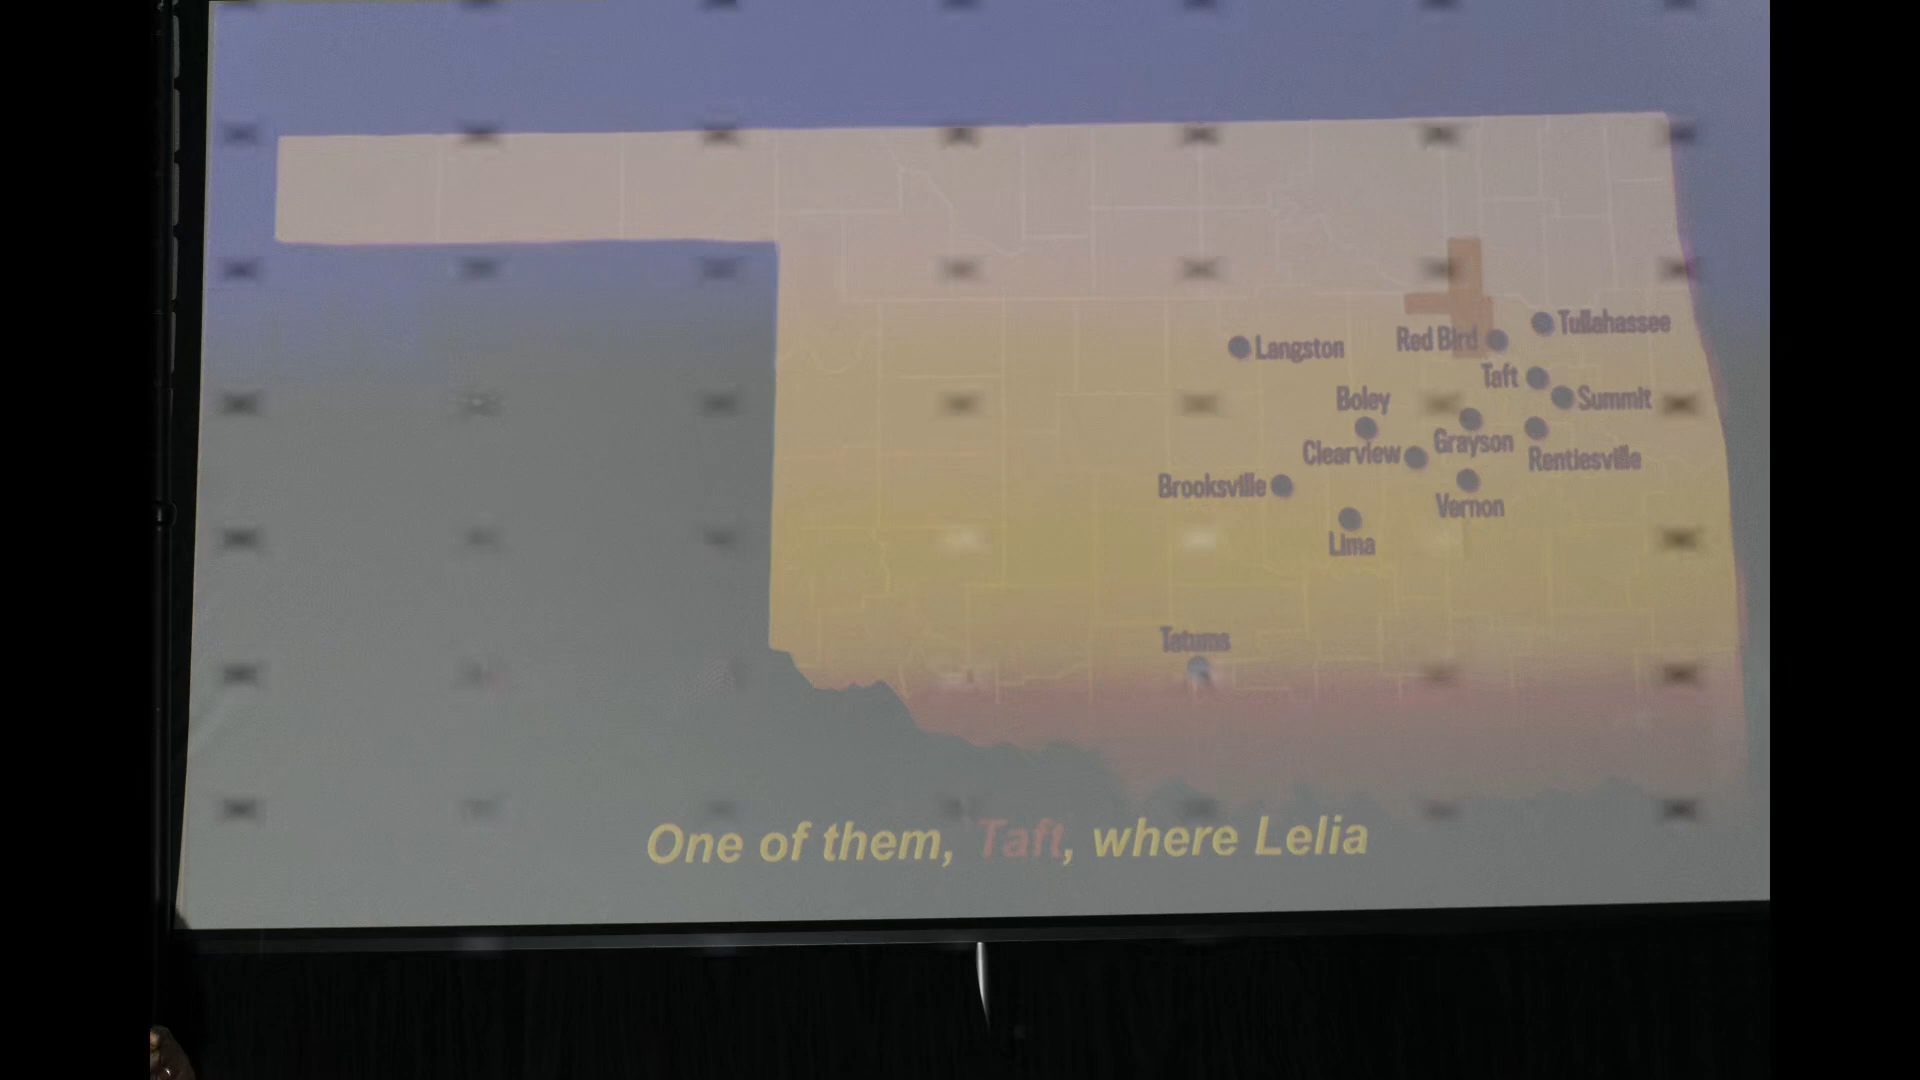 Tullahassee
Red Bird
Langston
Taft
Summit
Boley
Grayson
Clearview
Rentiesville
Brooksville
Vernon
Lima
Tatums
One of them, Taft, where Lelia